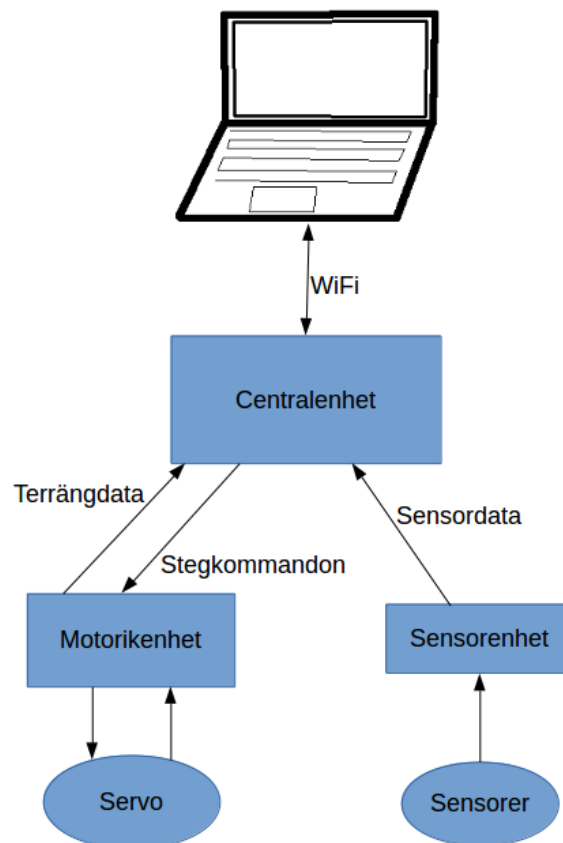 WiFi
Centralenhet
Terrängdata
Sensordata
Stegkommandon
Motorikenhet
Sensorenhet
Servo
Sensorer